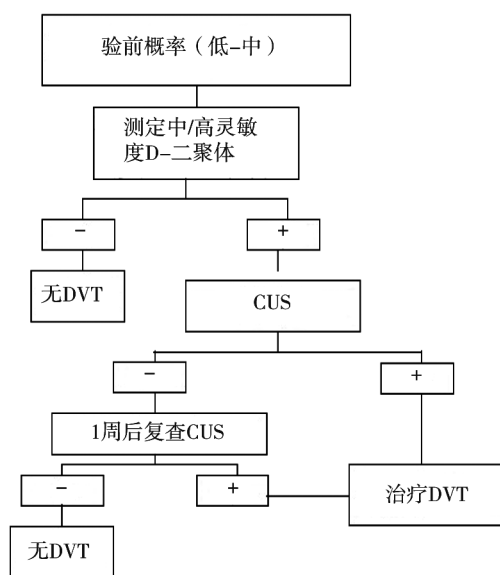 验前概率（低-中）
测定中/高灵敏
度D-二聚体
-
+
无DVT
CUS
-
+
1周后复查CUS
-
+
治疗DVT
无DVT